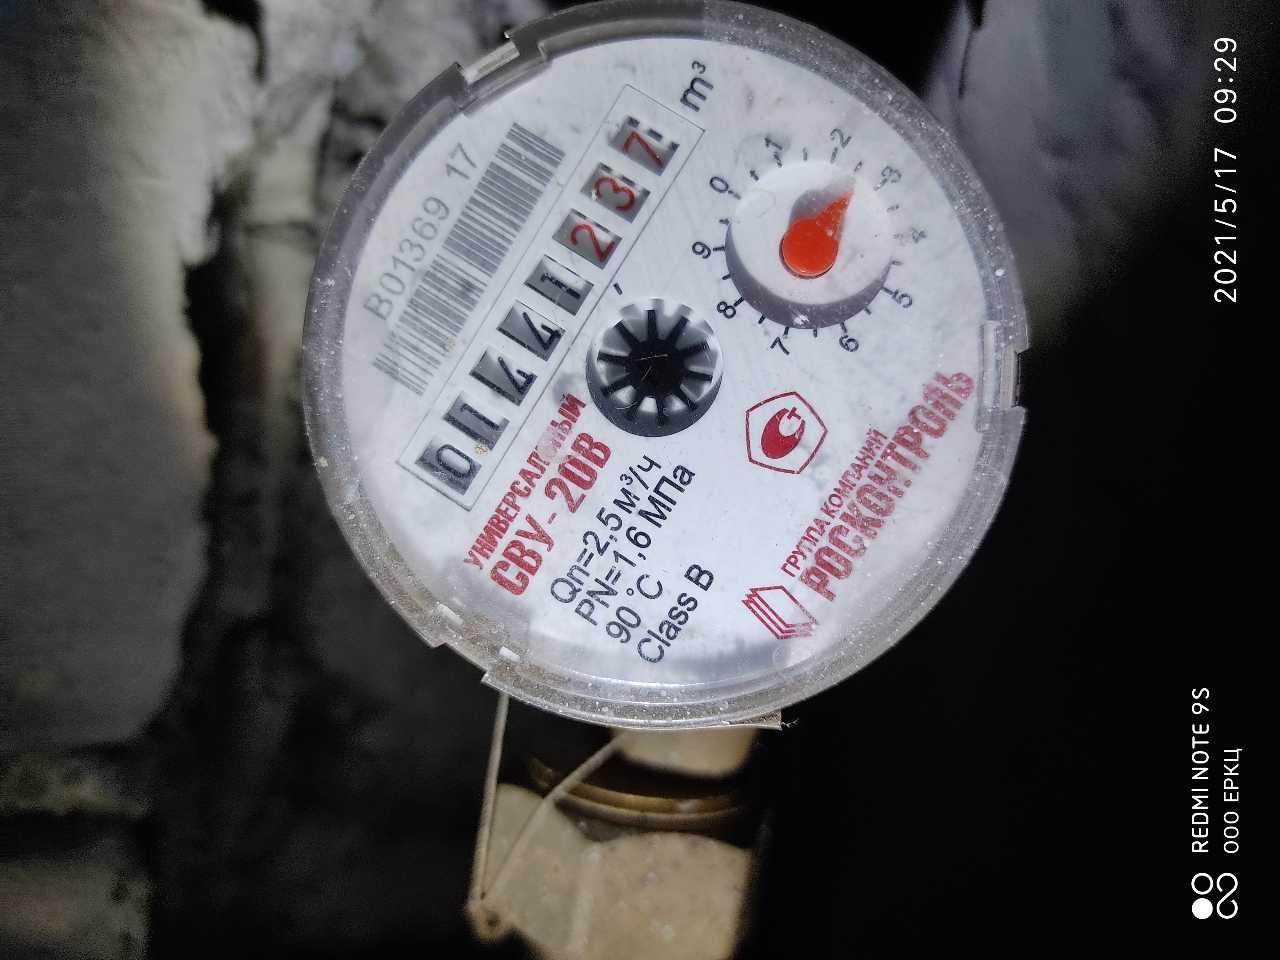 B01369 17
01441237 m³
УНИВЕРСАЛЬНЫЙ
СВУ-20В
Qn=2,5 м³/ч
PN=1,6 МПа
90 °C
Class B
0 1 2 3 4 5 6 7 8 9
ГРУППА КОМПАНИЙ
РОСКОНТРОЛЬ
2021/5/17 09:29
REDMI NOTE 9S
ООО ЕРКЦ